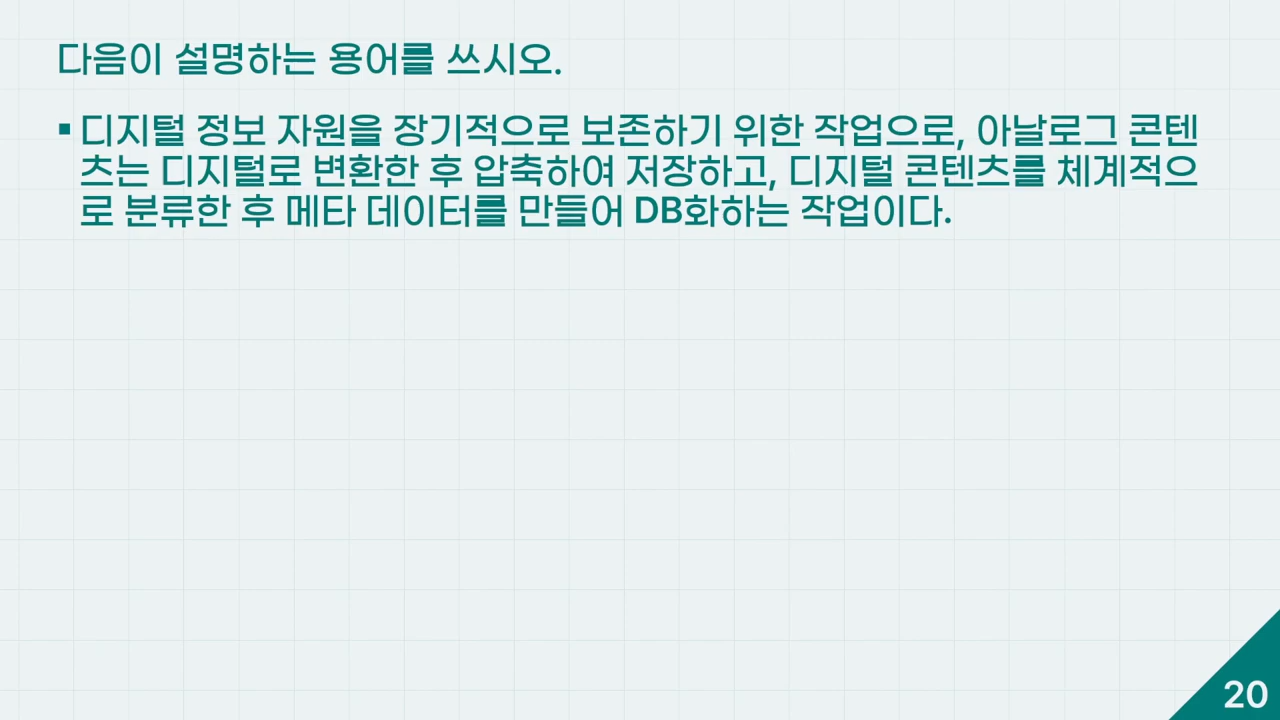 다음이 설명하는 용어를 쓰시오.
▪ 디지털 정보 자원을 장기적으로 보존하기 위한 작업으로, 아날로그 콘텐
츠는 디지털로 변환한 후 압축하여 저장하고, 디지털 콘텐츠를 체계적으
로 분류한 후 메타 데이터를 만들어 DB화하는 작업이다.
20